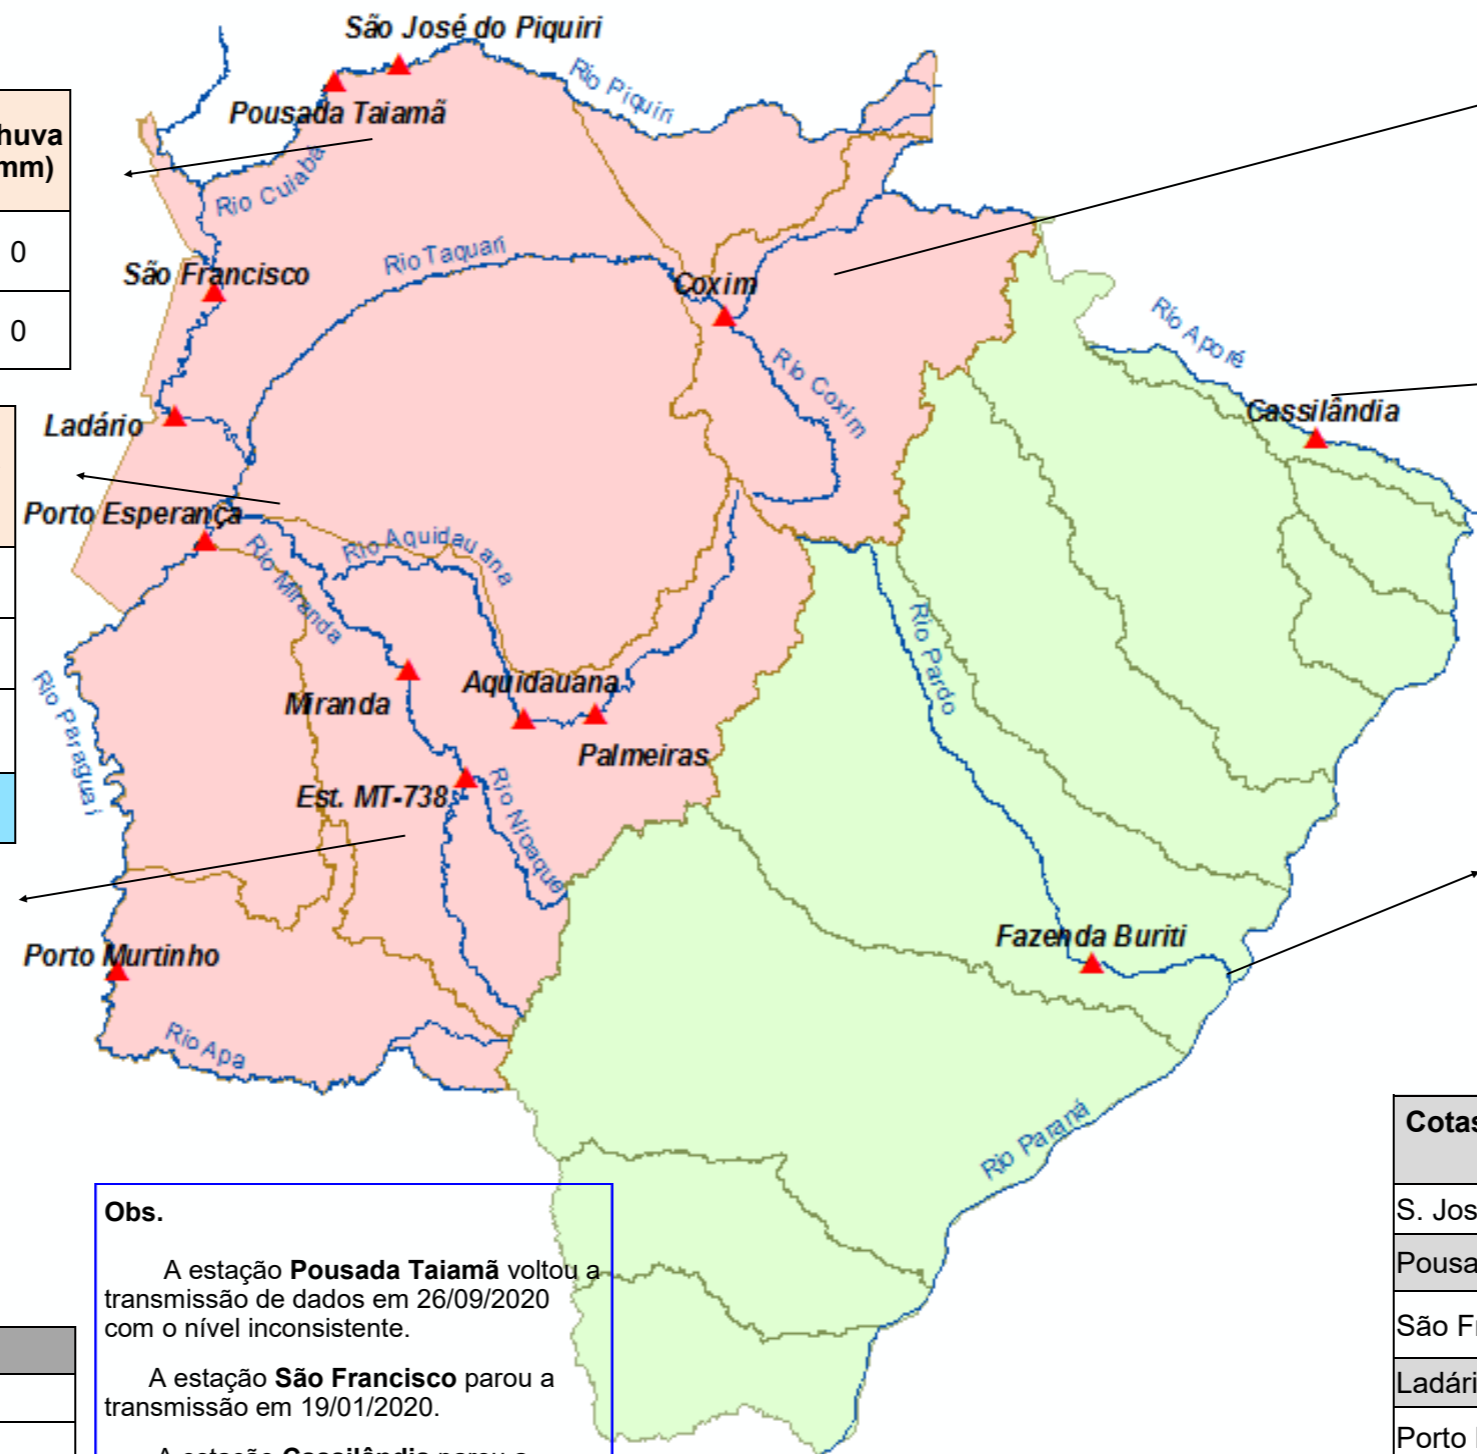 São José do Piquiri
Rio Piquiri
Pousada Taiamã
huva
mm)
Rio Cuiabá
0
Rio Taquari
São Francisco
Coxim
0
Rio Aporé
Rio Coxim
Cassilândia
Ladário
Porto Esperança
Rio Aquidauana
Rio Miranda
Rio Pardo
Rio Paraguai
Miranda
Aquidauana
Palmeiras
Est. MT-738
Rio Nioaque
Fazenda Buriti
Porto Murtinho
Rio Apa
Rio Paraná
Cotas
S. Jos
Pousa
São Fr
Ladári
Porto
Obs.
A estação Pousada Taiamã voltou a
transmissão de dados em 26/09/2020
com o nível inconsistente.
A estação São Francisco parou a
transmissão em 19/01/2020.
A estação Cassilândia parou a